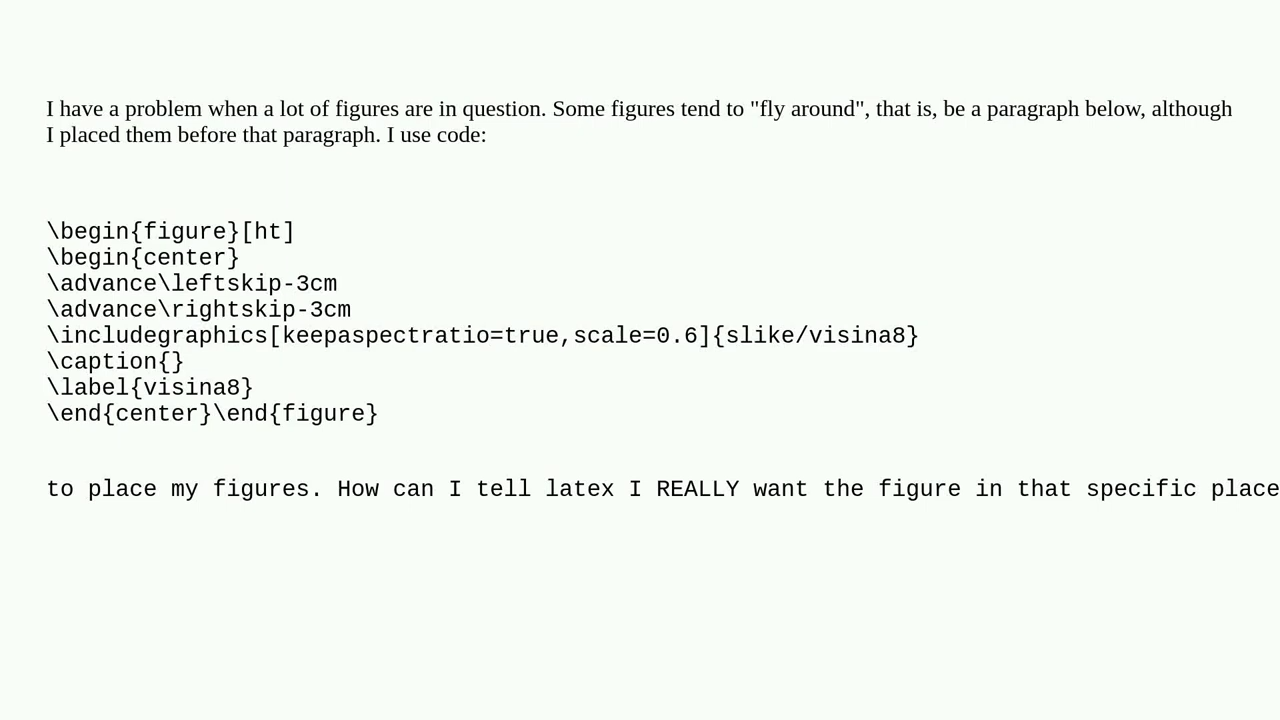 I have a problem when a lot of figures are in question. Some figures tend to "fly around", that is, be a paragraph below, although
I placed them before that paragraph. I use code:
\begin{figure}[ht]
\begin{center}
\advance\leftskip-3cm
\advance\rightskip-3cm
\includegraphics[keepaspectratio=true,scale=0.6]{slike/visina8}
\caption{}
\label{visina8}
\end{center}\end{figure}
to place my figures. How can I tell latex I REALLY want the figure in that specific place